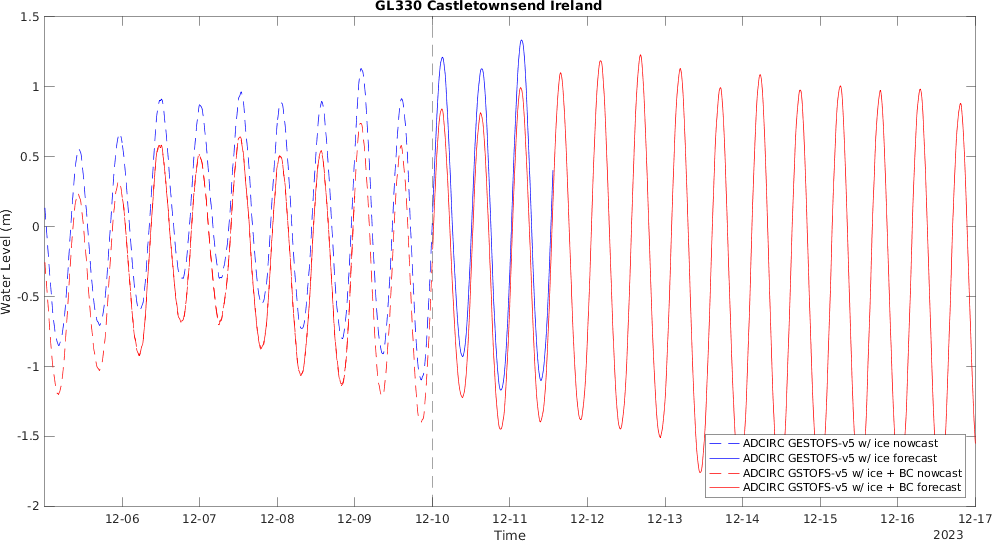 GL330 Castletownsend Ireland
1.5
1
0.5
0
-0.5
-1
-1.5
-2
Water Level (m)
ADCIRC GESTOFS-v5 w/ ice nowcast
ADCIRC GESTOFS-v5 w/ ice forecast
ADCIRC GSTOFS-v5 w/ ice + BC nowcast
ADCIRC GSTOFS-v5 w/ ice + BC forecast
12-06 12-07 12-08 12-09 12-10 12-11 12-12 12-13 12-14 12-15 12-16 12-17
Time
2023